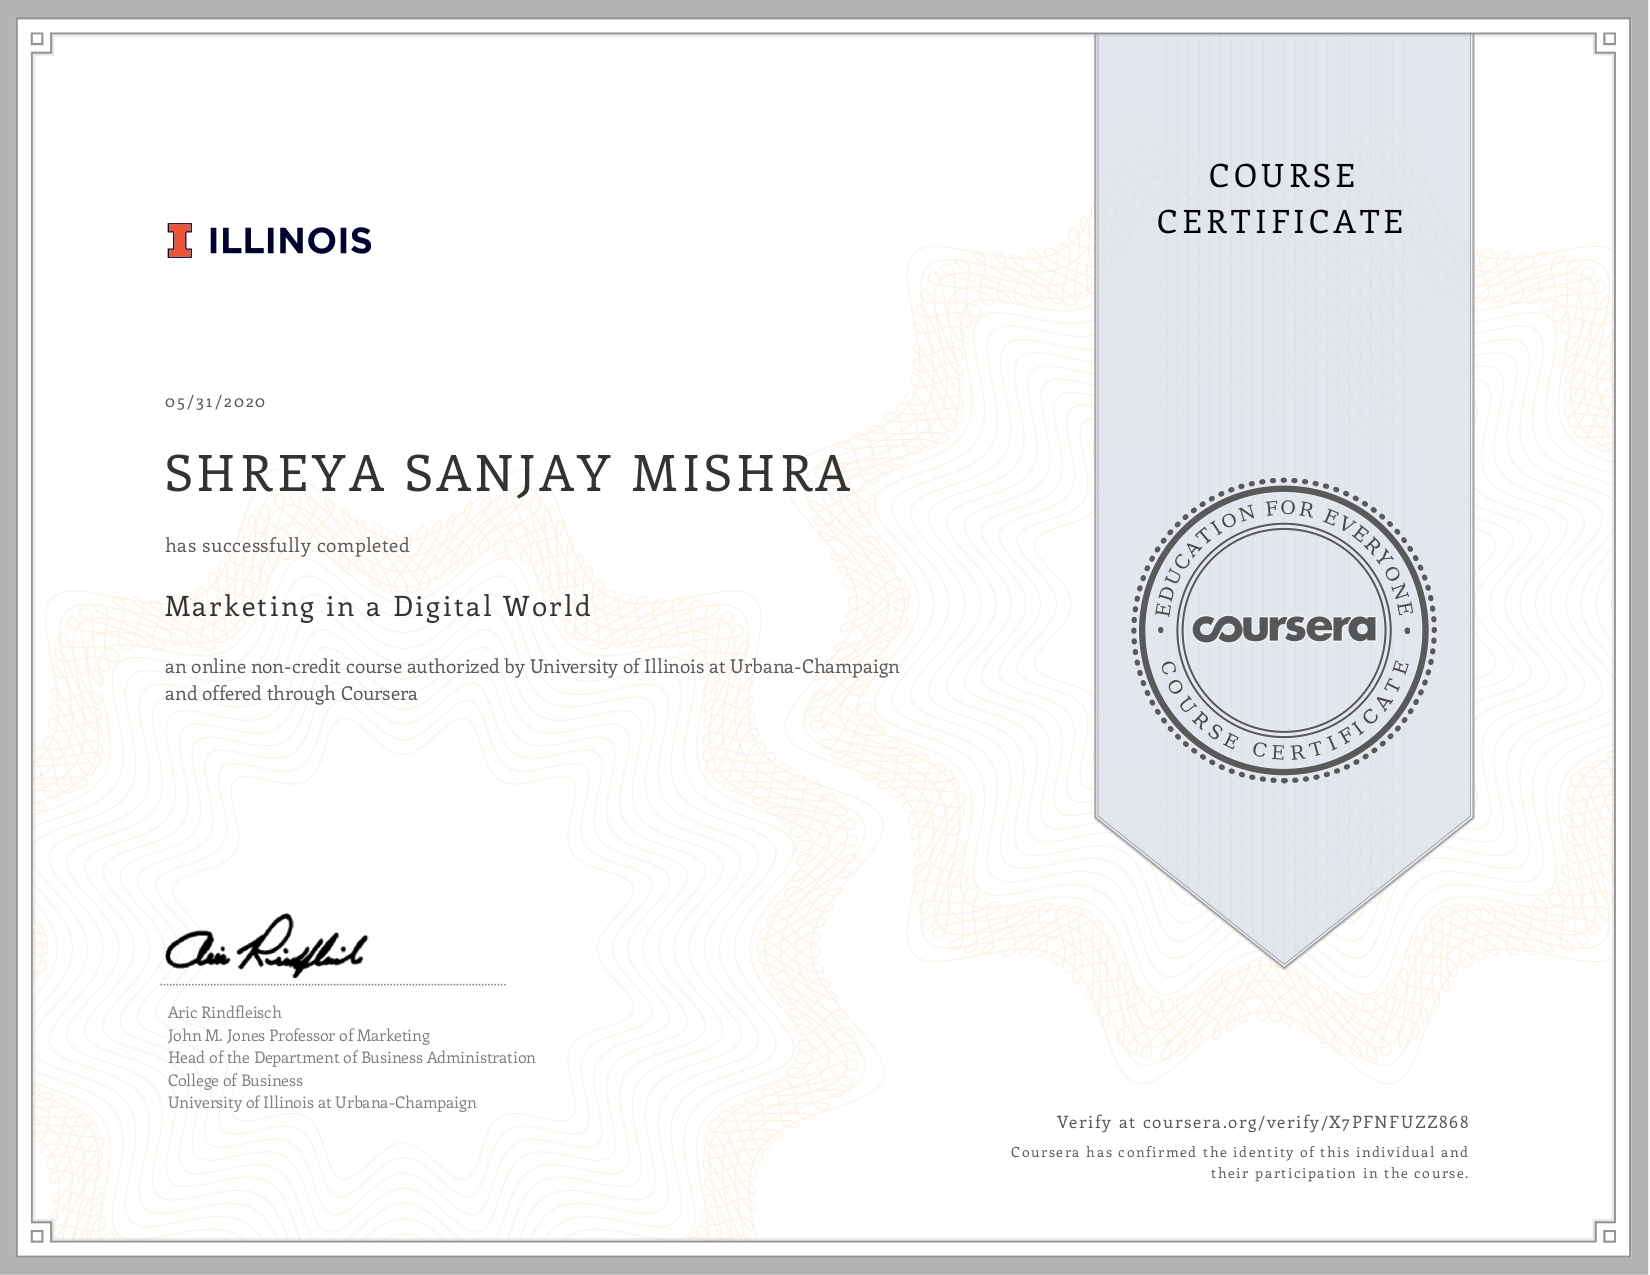 ILLINOIS
COURSE
CERTIFICATE
05/31/2020
SHREYA SANJAY MISHRA
has successfully completed
Marketing in a Digital World
an online non-credit course authorized by University of Illinois at Urbana-Champaign
and offered through Coursera
EDUCATION FOR EVERYONE
coursera
COURSE CERTIFICATE
Aric Rindfleisch
Aric Rindfleisch
John M. Jones Professor of Marketing
Head of the Department of Business Administration
College of Business
University of Illinois at Urbana-Champaign
Verify at coursera.org/verify/X7PFNFUZZ868
Coursera has confirmed the identity of this individual and
their participation in the course.